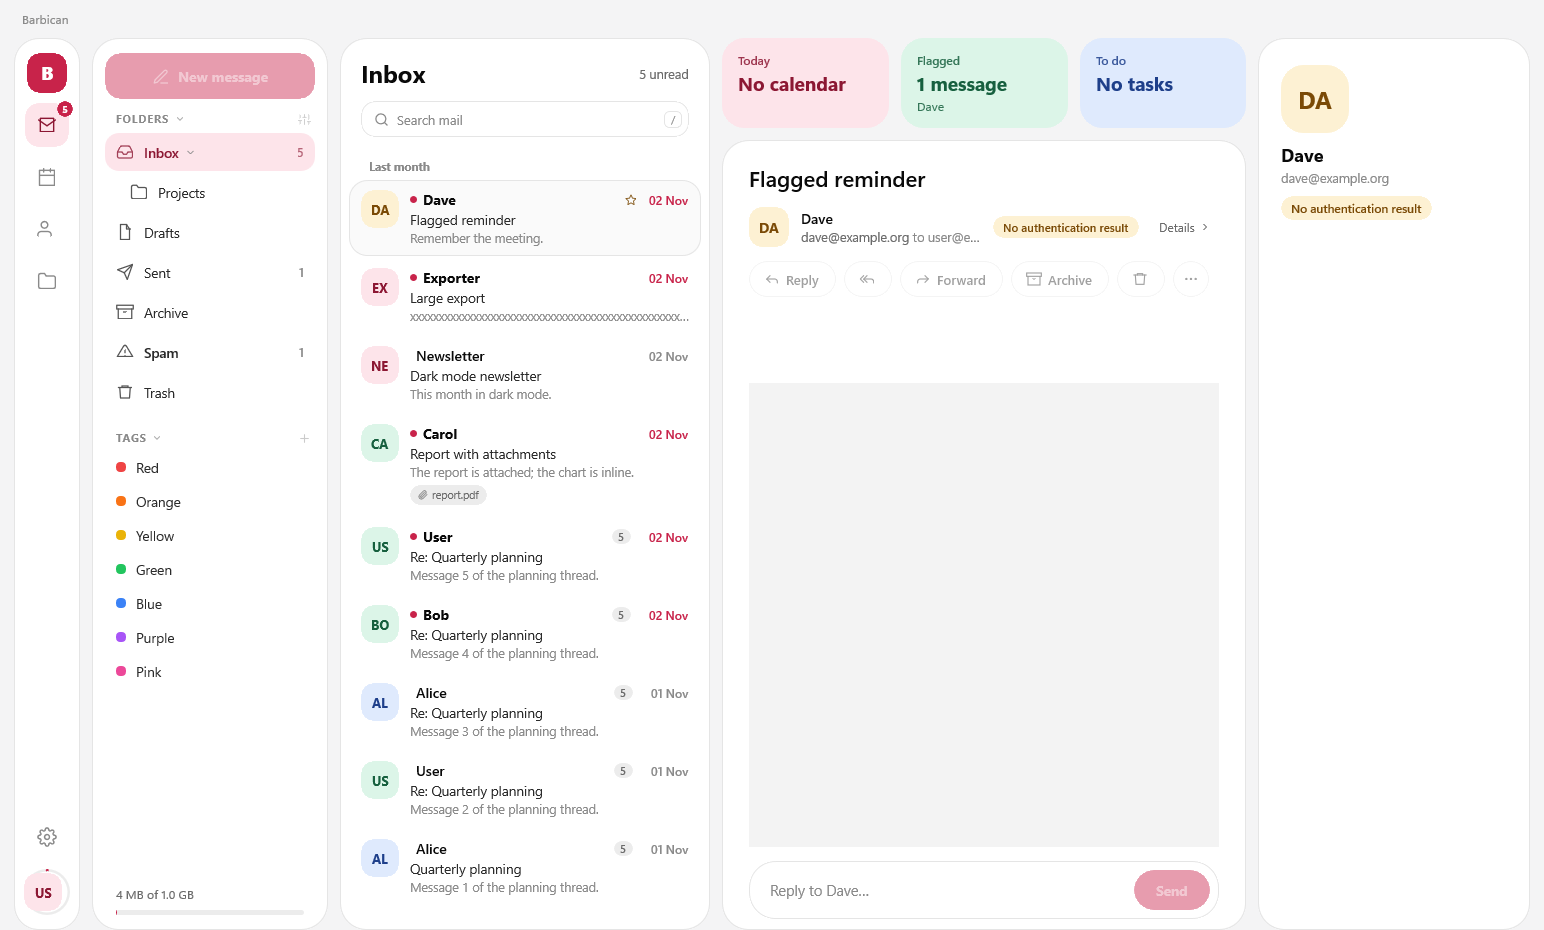 Barbican
B
5
US
New message
FOLDERS
Inbox 5
Projects
Drafts
Sent 1
Archive
Spam 1
Trash
TAGS
Red
Orange
Yellow
Green
Blue
Purple
Pink
4 MB of 1.0 GB
Inbox 5 unread
Search mail /
Last month
DA Dave 02 Nov
Flagged reminder
Remember the meeting.
EX Exporter 02 Nov
Large export
NE Newsletter 02 Nov
Dark mode newsletter
This month in dark mode.
CA Carol 02 Nov
Report with attachments
The report is attached; the chart is inline.
report.pdf
US User 5 02 Nov
Re: Quarterly planning
Message 5 of the planning thread.
BO Bob 5 02 Nov
Re: Quarterly planning
Message 4 of the planning thread.
AL Alice 5 01 Nov
Re: Quarterly planning
Message 3 of the planning thread.
US User 5 01 Nov
Re: Quarterly planning
Message 2 of the planning thread.
AL Alice 5 01 Nov
Quarterly planning
Message 1 of the planning thread.
Today
No calendar
Flagged
1 message
Dave
To do
No tasks
Flagged reminder
DA Dave
dave@example.org to user@e...
No authentication result Details
Reply Forward Archive
Reply to Dave...
Send
DA
Dave
dave@example.org
No authentication result